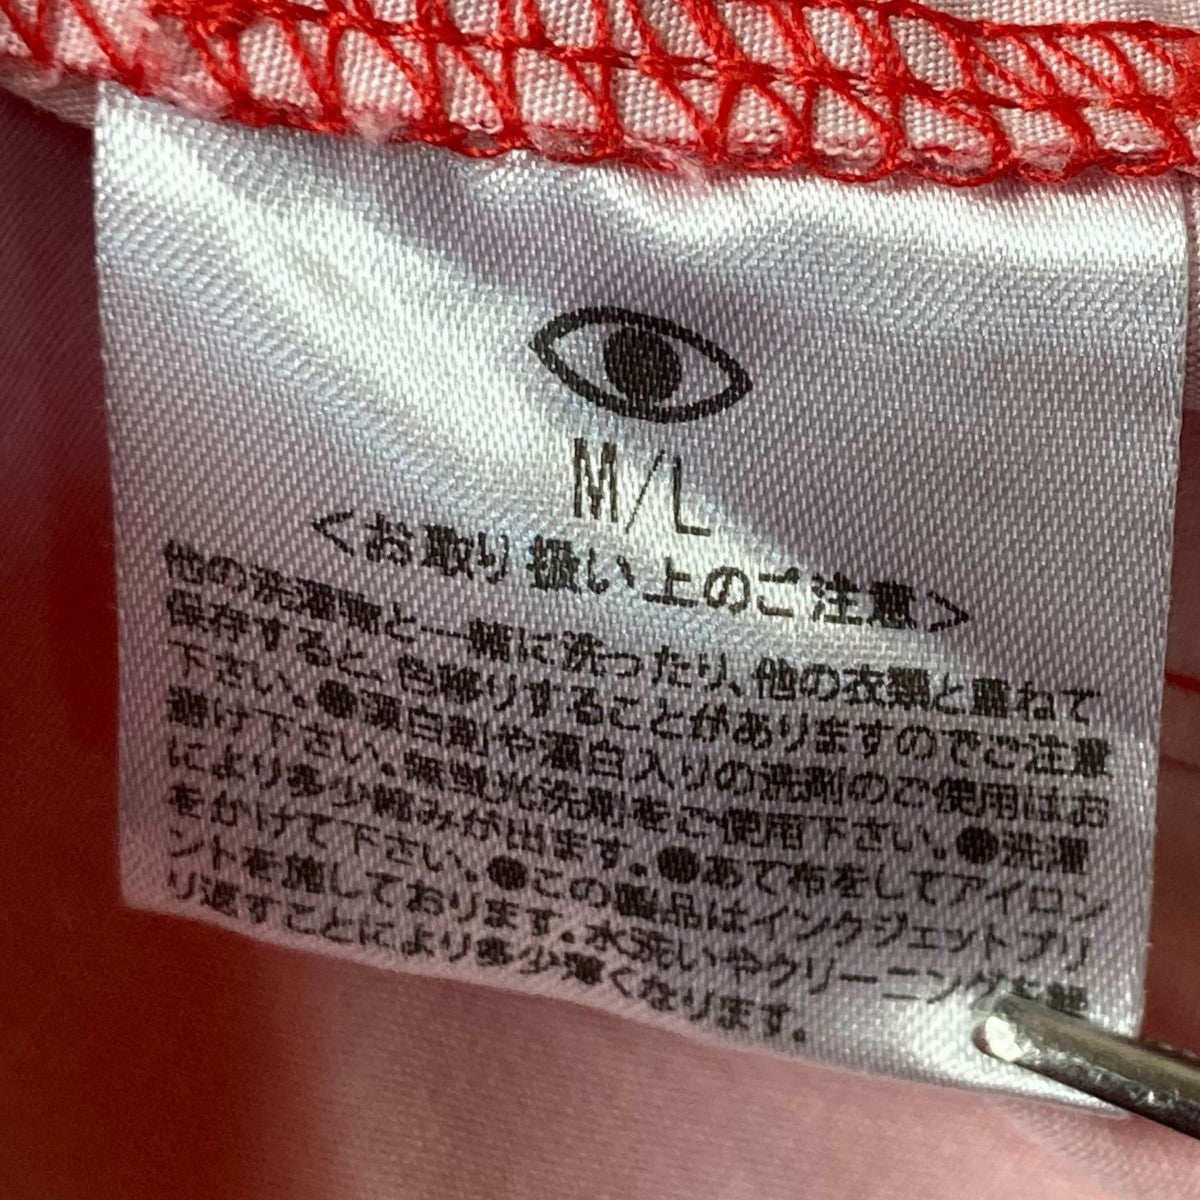 M/L
<お取り扱い上のご注意>
他の洗濯物と一緒に洗ったり、他の衣類と重ねて
保存すると、色移りすることがありますのでご注意
下さい。●漂白剤や漂白入りの洗剤のご使用はお
避け下さい。無蛍光洗剤をご使用下さい。●洗濯
により多少縮みが出ます。●あて布をしてアイロン
をかけて下さい。●この製品はインクジェットプリ
ントを施しております。水洗いやクリーニングを繰
り返すことにより多少薄くなります。